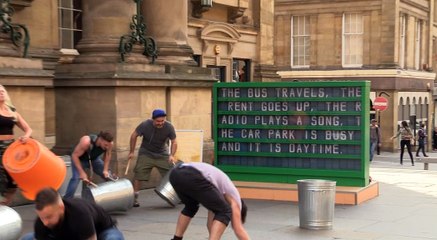 THE BUS TRAVELS, THE
RENT GOES UP, THE R
ADIO PLAYS A SONG, T
HE CAR PARK IS BUSY
AND IT IS DAYTIME.